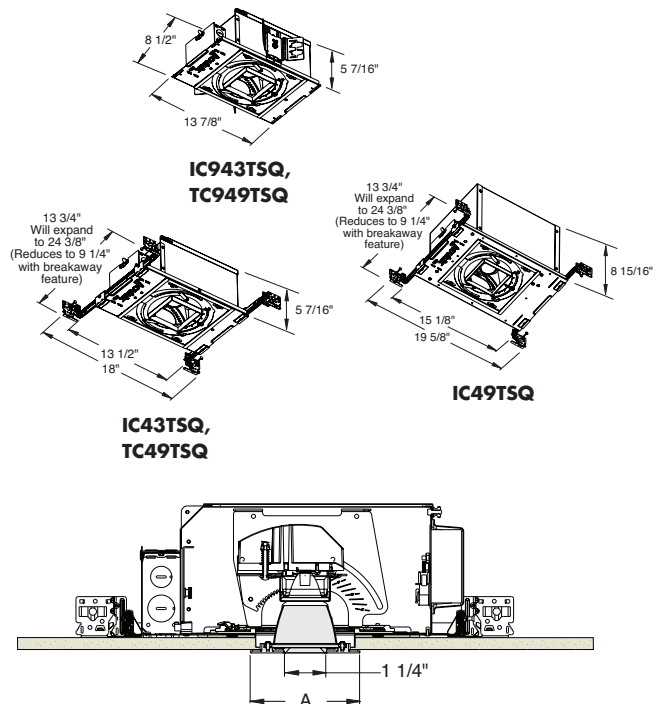 8 1/2"
5 7/16"
13 7/8"
IC943TSQ,
TC949TSQ
13 3/4"
Will expand
to 24 3/8"
(Reduces to 9 1/4"
with breakaway
feature)
5 7/16"
13 1/2"
18"
IC43TSQ,
TC49TSQ
13 3/4"
Will expand
to 24 3/8"
(Reduces to 9 1/4"
with breakaway
feature)
8 15/16"
15 1/8"
19 5/8"
IC49TSQ
1 1/4"
A